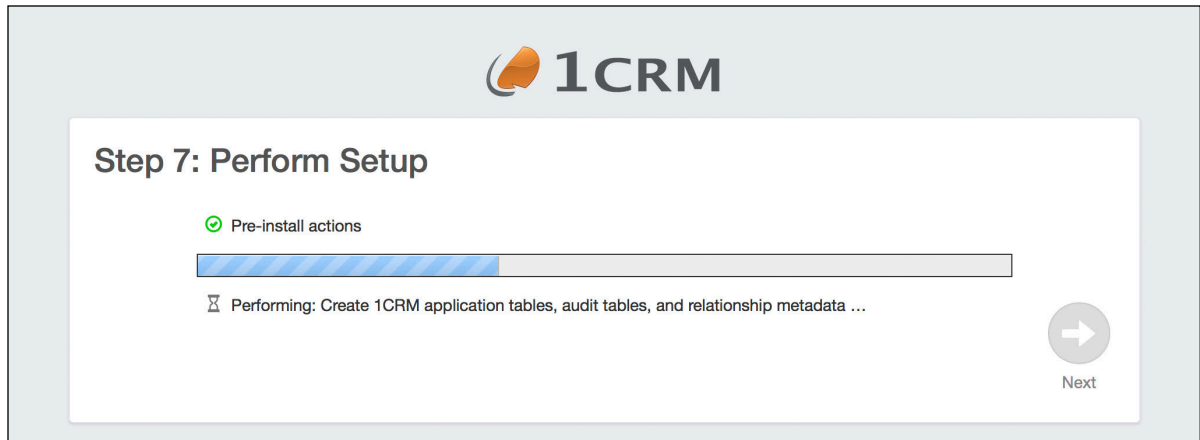 1CRM
Step 7: Perform Setup
Pre-install actions
Performing: Create 1CRM application tables, audit tables, and relationship metadata …
Next